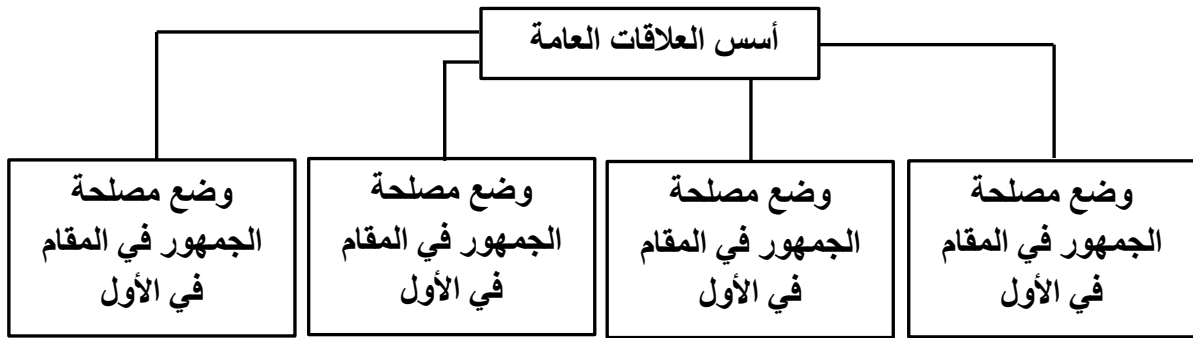 أسس العلاقات العامة
وضع مصلحة
الجمهور في المقام
في الأول
وضع مصلحة
الجمهور في المقام
في الأول
وضع مصلحة
الجمهور في المقام
في الأول
وضع مصلحة
الجمهور في المقام
في الأول